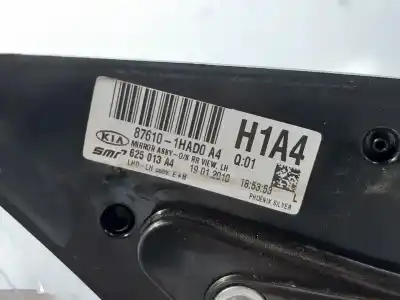 87610-1HAD0 A4
H1A4
KIA
MIRROR ASSY-O/S RR VIEW, LH
Q:01
SMR
625 013 A4
19.01.2010
18:53:53
PHOENIX SILVER
L